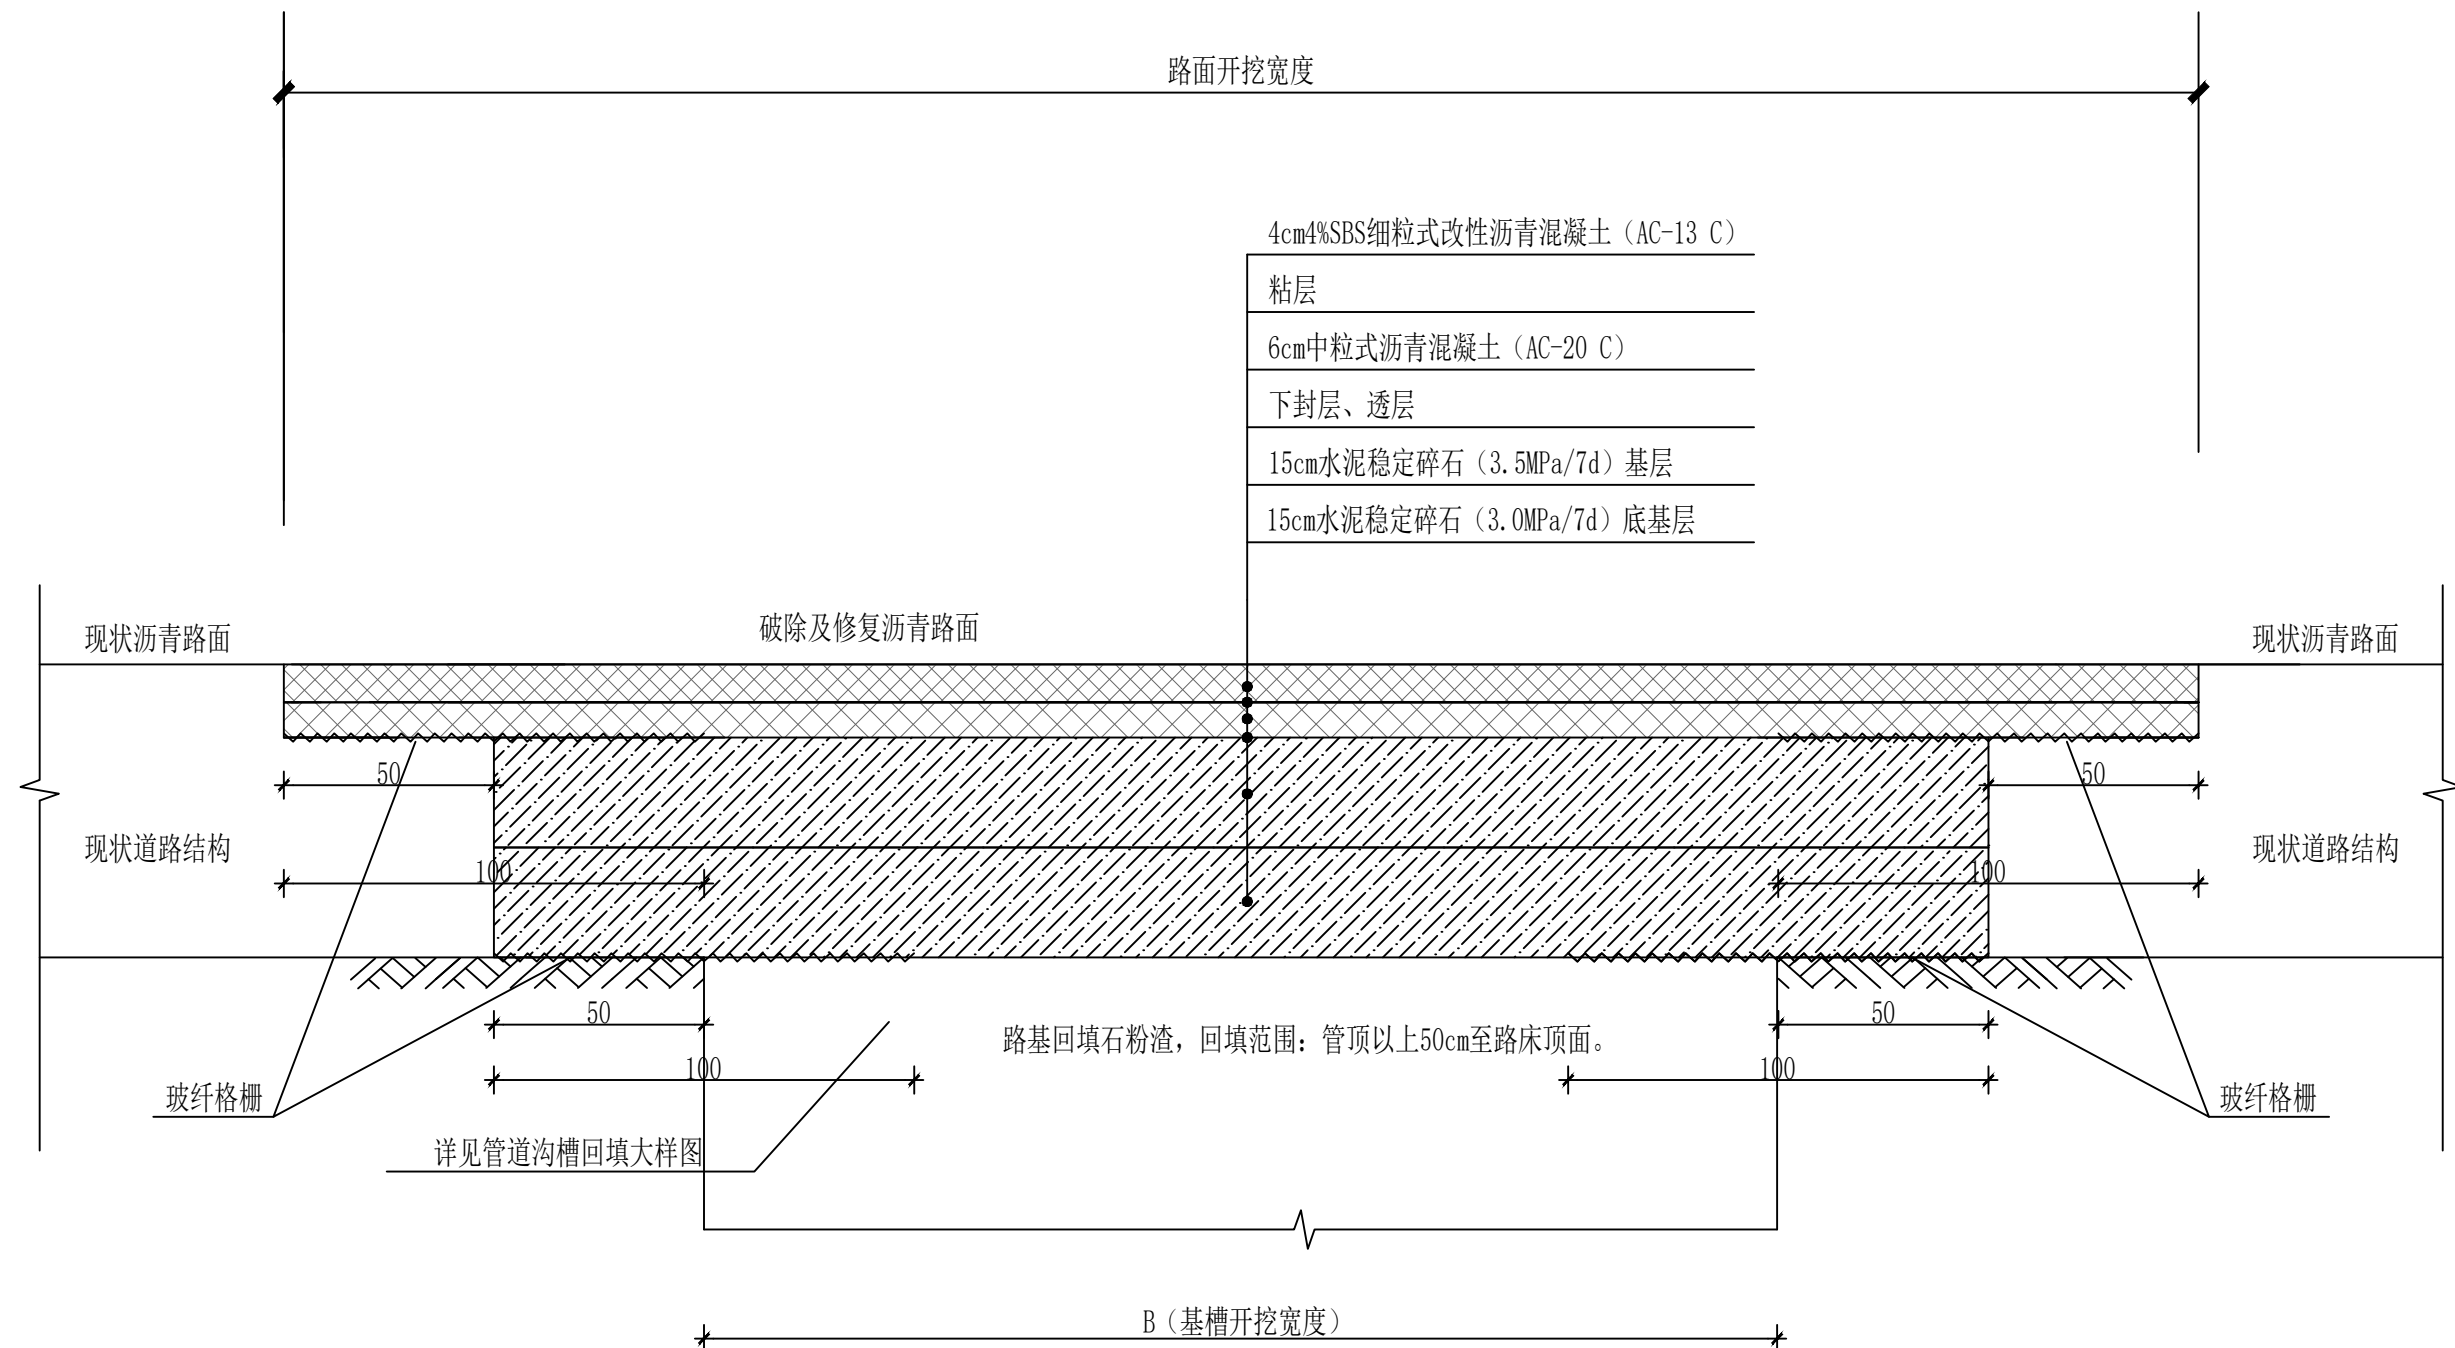 路面开挖宽度
4cm4%SBS细粒式改性沥青混凝土（AC-13 C）
粘层
6cm中粒式沥青混凝土（AC-20 C）
下封层、透层
15cm水泥稳定碎石（3.5MPa/7d）基层
15cm水泥稳定碎石（3.0MPa/7d）底基层
现状沥青路面
破除及修复沥青路面
现状沥青路面
50
50
现状道路结构
现状道路结构
100
100
50
50
路基回填石粉渣，回填范围：管顶以上50cm至路床顶面。
100
100
玻纤格栅
玻纤格栅
详见管道沟槽回填大样图
B（基槽开挖宽度）